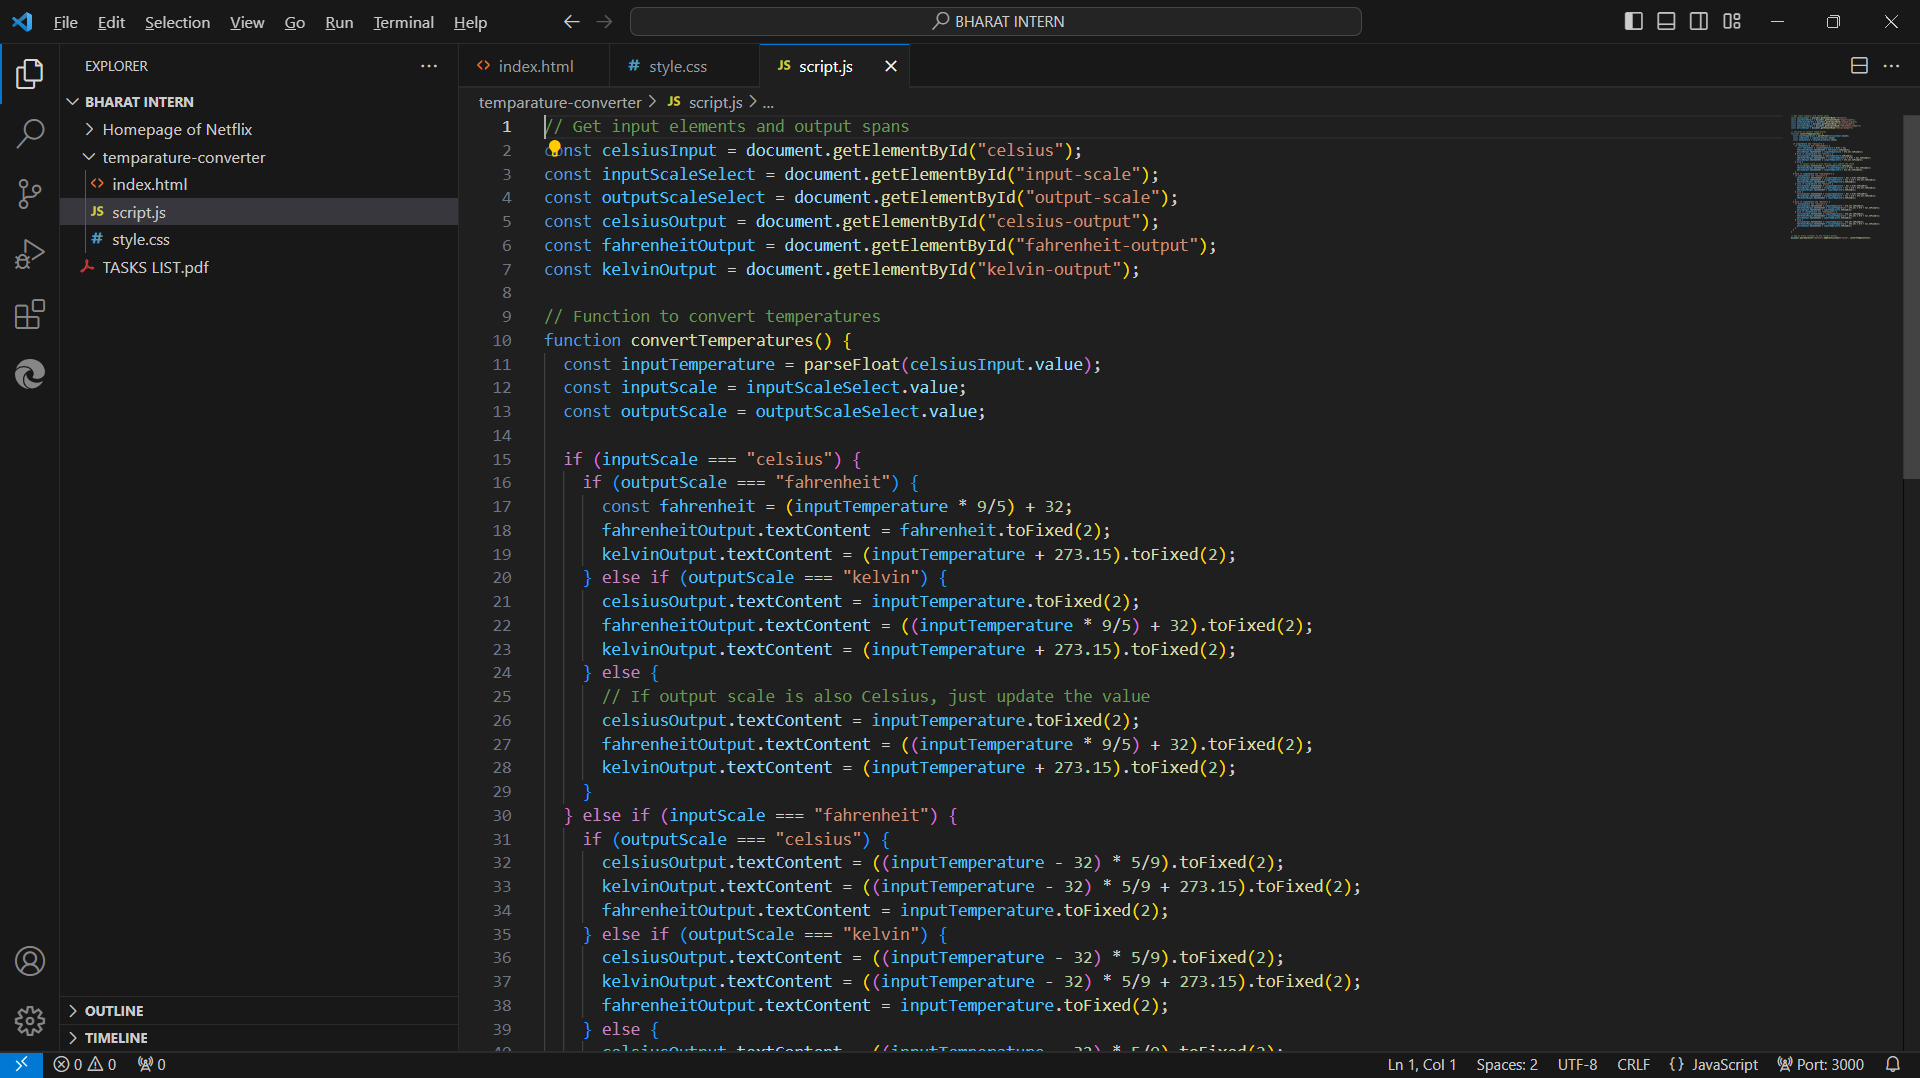 File Edit Selection View Go Run Terminal Help
BHARAT INTERN
EXPLORER
BHARAT INTERN
Homepage of Netflix
temparature-converter
index.html
script.js
style.css
TASKS LIST.pdf
OUTLINE
TIMELINE
index.html
style.css
script.js
temparature-converter > JS script.js > ...
1 // Get input elements and output spans
2 const celsiusInput = document.getElementById("celsius");
3 const inputScaleSelect = document.getElementById("input-scale");
4 const outputScaleSelect = document.getElementById("output-scale");
5 const celsiusOutput = document.getElementById("celsius-output");
6 const fahrenheitOutput = document.getElementById("fahrenheit-output");
7 const kelvinOutput = document.getElementById("kelvin-output");
8
9 // Function to convert temperatures
10 function convertTemperatures() {
11 const inputTemperature = parseFloat(celsiusInput.value);
12 const inputScale = inputScaleSelect.value;
13 const outputScale = outputScaleSelect.value;
14
15 if (inputScale === "celsius") {
16 if (outputScale === "fahrenheit") {
17 const fahrenheit = (inputTemperature * 9/5) + 32;
18 fahrenheitOutput.textContent = fahrenheit.toFixed(2);
19 kelvinOutput.textContent = (inputTemperature + 273.15).toFixed(2);
20 } else if (outputScale === "kelvin") {
21 celsiusOutput.textContent = inputTemperature.toFixed(2);
22 fahrenheitOutput.textContent = ((inputTemperature * 9/5) + 32).toFixed(2);
23 kelvinOutput.textContent = (inputTemperature + 273.15).toFixed(2);
24 } else {
25 // If output scale is also Celsius, just update the value
26 celsiusOutput.textContent = inputTemperature.toFixed(2);
27 fahrenheitOutput.textContent = ((inputTemperature * 9/5) + 32).toFixed(2);
28 kelvinOutput.textContent = (inputTemperature + 273.15).toFixed(2);
29 }
30 } else if (inputScale === "fahrenheit") {
31 if (outputScale === "celsius") {
32 celsiusOutput.textContent = ((inputTemperature - 32) * 5/9).toFixed(2);
33 kelvinOutput.textContent = ((inputTemperature - 32) * 5/9 + 273.15).toFixed(2);
34 fahrenheitOutput.textContent = inputTemperature.toFixed(2);
35 } else if (outputScale === "kelvin") {
36 celsiusOutput.textContent = ((inputTemperature - 32) * 5/9).toFixed(2);
37 kelvinOutput.textContent = ((inputTemperature - 32) * 5/9 + 273.15).toFixed(2);
38 fahrenheitOutput.textContent = inputTemperature.toFixed(2);
39 } else {
0 0 0 Ln 1, Col 1 Spaces: 2 UTF-8 CRLF {} JavaScript Port: 3000